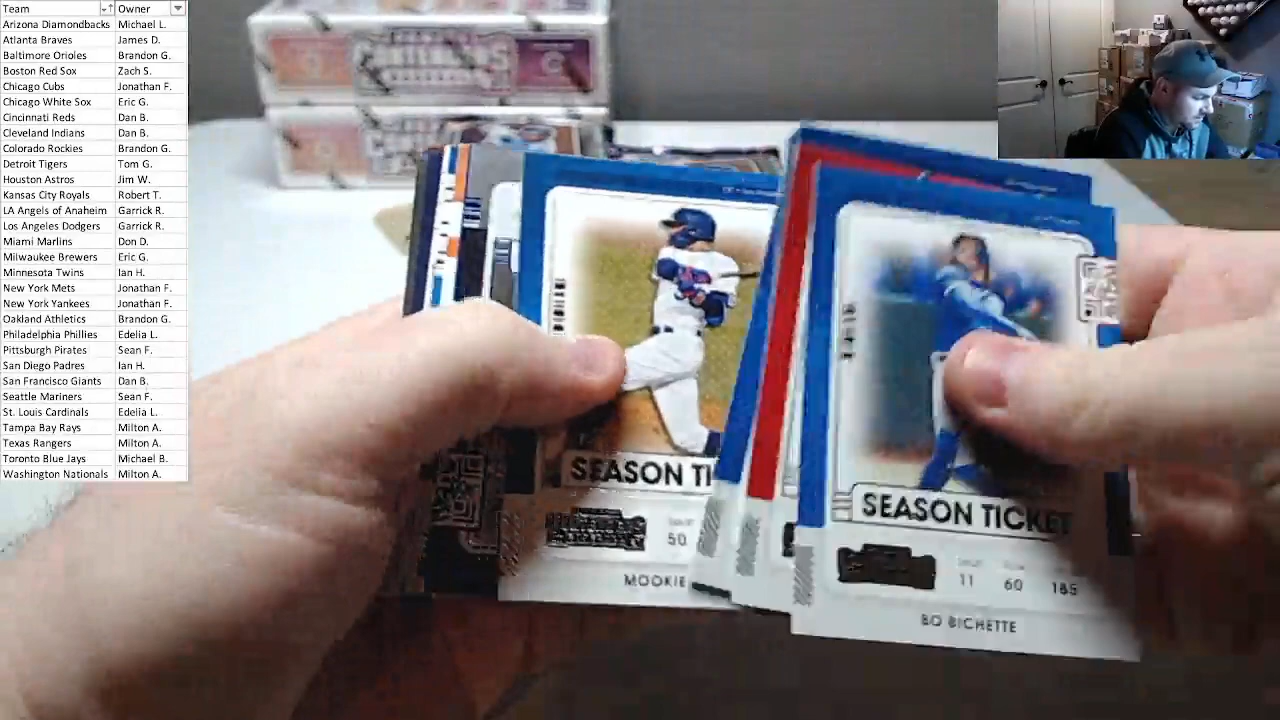 Team Owner
Arizona Diamondbacks Michael L.
Atlanta Braves James D.
Baltimore Orioles Brandon G.
Boston Red Sox Zach S.
Chicago Cubs Jonathan F.
Chicago White Sox Eric G.
Cincinnati Reds Dan B.
Cleveland Indians Dan B.
Colorado Rockies Brandon G.
Detroit Tigers Tom G.
Houston Astros Jim W.
Kansas City Royals Robert T.
LA Angels of Anaheim Garrick R.
Los Angeles Dodgers Garrick R.
Miami Marlins Don D.
Milwaukee Brewers Eric G.
Minnesota Twins Ian H.
New York Mets Jonathan F.
New York Yankees Jonathan F.
Oakland Athletics Brandon G.
Philadelphia Phillies Edelia L.
Pittsburgh Pirates Sean F.
San Diego Padres Ian H.
San Francisco Giants Dan B.
Seattle Mariners Sean F.
St. Louis Cardinals Edelia L.
Tampa Bay Rays Milton A.
Texas Rangers Milton A.
Toronto Blue Jays Michael B.
Washington Nationals Milton A.
SEASON TI
50
MOOKIE
SEASON TICKET
11 60 185
BO BICHETTE